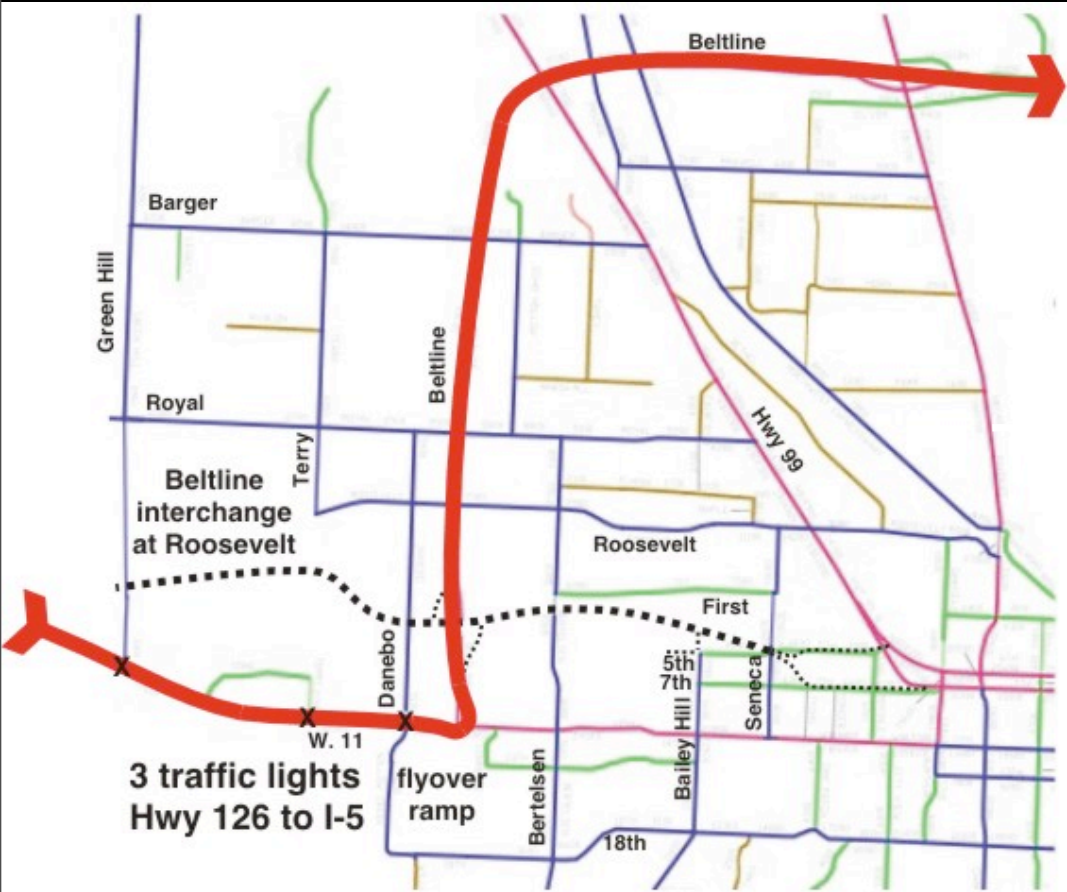 Beltline
Barger
Green Hill
Beltline
Royal
Hwy 99
Terry
Beltline
interchange
at Roosevelt
Roosevelt
First
Danebo
5th
7th
Seneca
X
X
X
W. 11
Bailey Hill
Bertelsen
3 traffic lights
Hwy 126 to I-5
flyover
ramp
18th